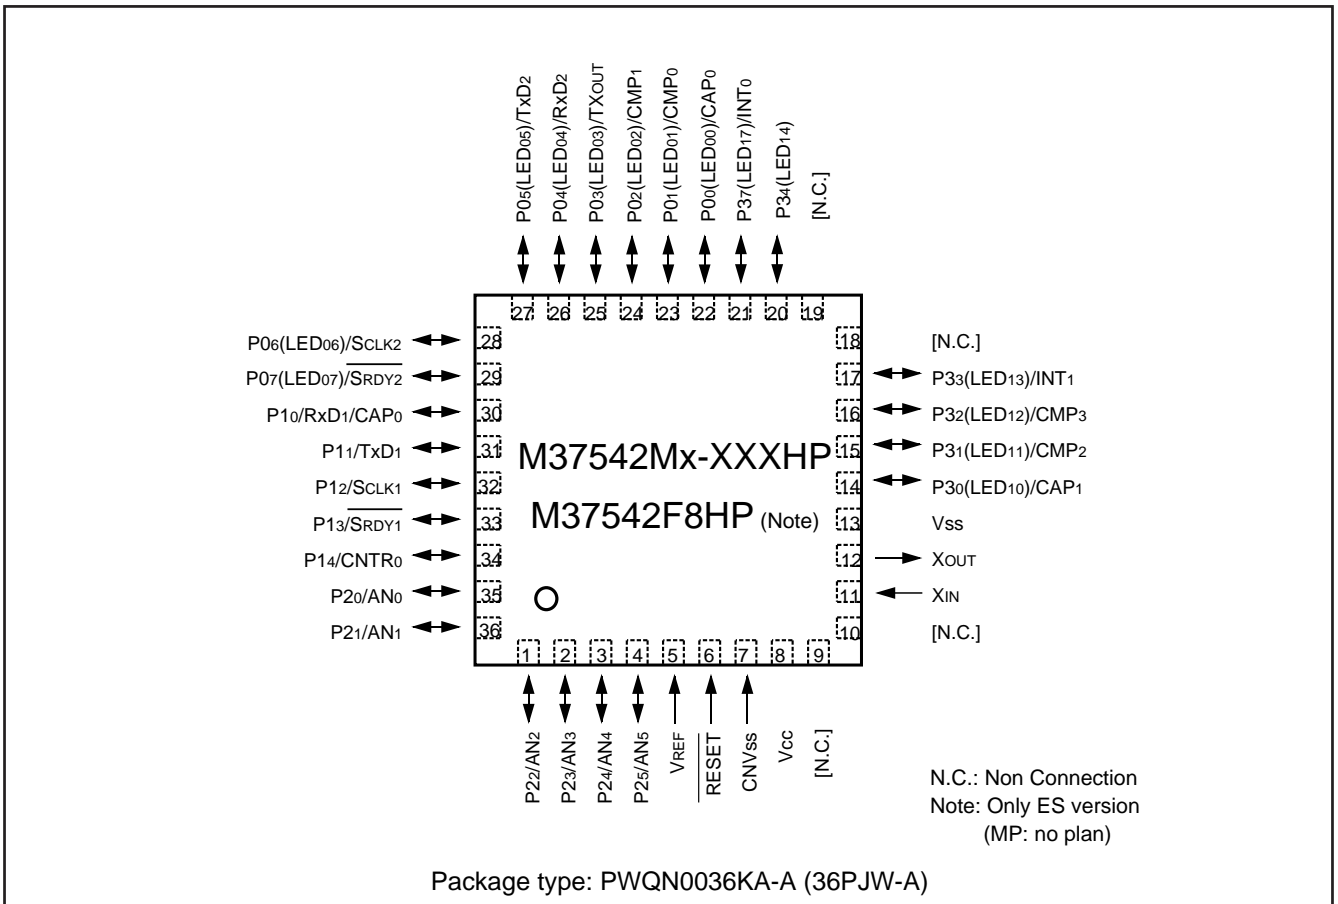 P05(LED05)/TxD2
P04(LED04)/RxD2
P03(LED03)/TXOUT
P02(LED02)/CMP1
P01(LED01)/CMP0
P00(LED00)/CAP0
P37(LED17)/INT0
P34(LED14)
[N.C.]
27 26 25 24 23 22 21 20 19
P06(LED06)/SCLK2 28
P07(LED07)/SRDY2 29
P10/RxD1/CAP0 30
P11/TxD1 31
P12/SCLK1 32
P13/SRDY1 33
P14/CNTR0 34
P20/AN0 35
P21/AN1 36
M37542Mx-XXXHP
M37542F8HP (Note)
18 [N.C.]
17 P33(LED13)/INT1
16 P32(LED12)/CMP3
15 P31(LED11)/CMP2
14 P30(LED10)/CAP1
13 Vss
12 XOUT
11 XIN
10 [N.C.]
1 2 3 4 5 6 7 8 9
P22/AN2
P23/AN3
P24/AN4
P25/AN5
VREF
RESET
CNVss
Vcc
[N.C.]
N.C.: Non Connection
Note: Only ES version
(MP: no plan)
Package type: PWQN0036KA-A (36PJW-A)